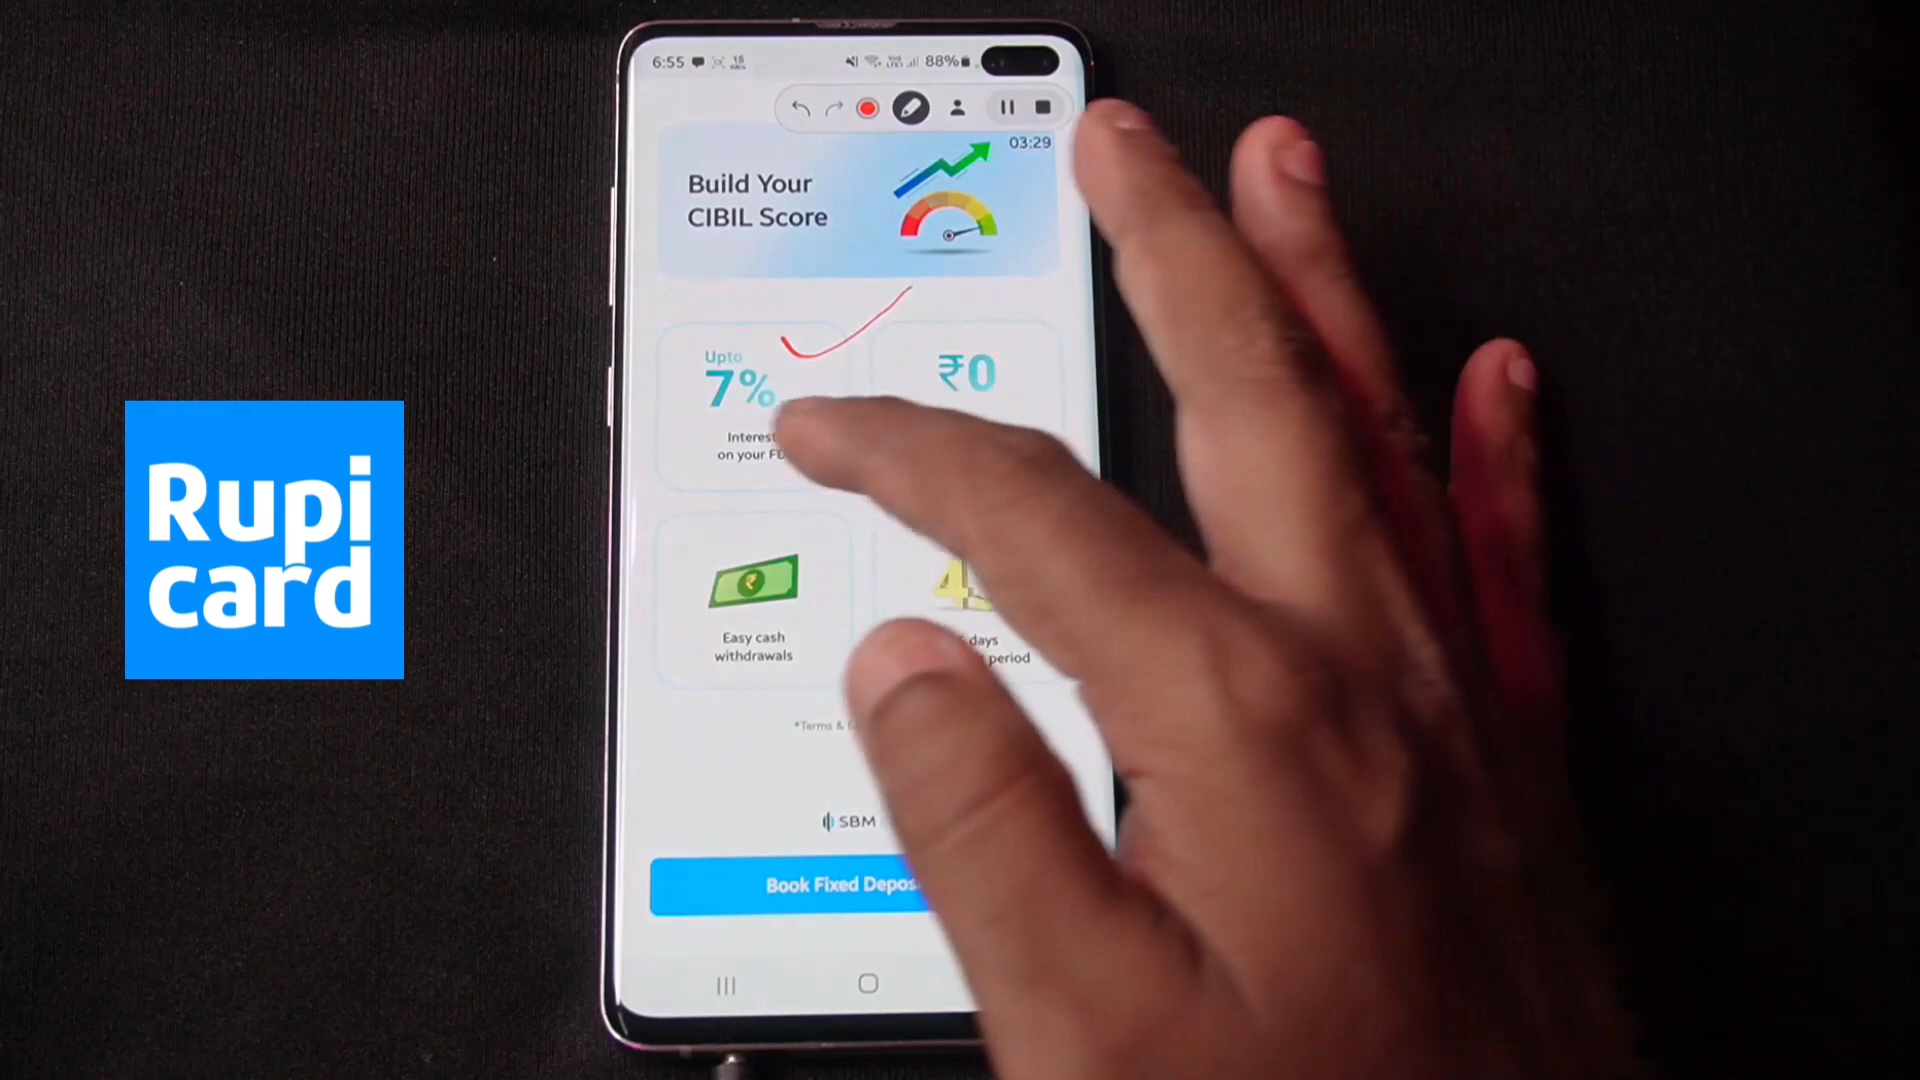 6:55
15
88%
03:29
Build Your
CIBIL Score
Upto
7%
Interest
on your
₹0
Easy cash
withdrawals
days
period
*Terms &
SBM
Book Fixed
Rupi
card